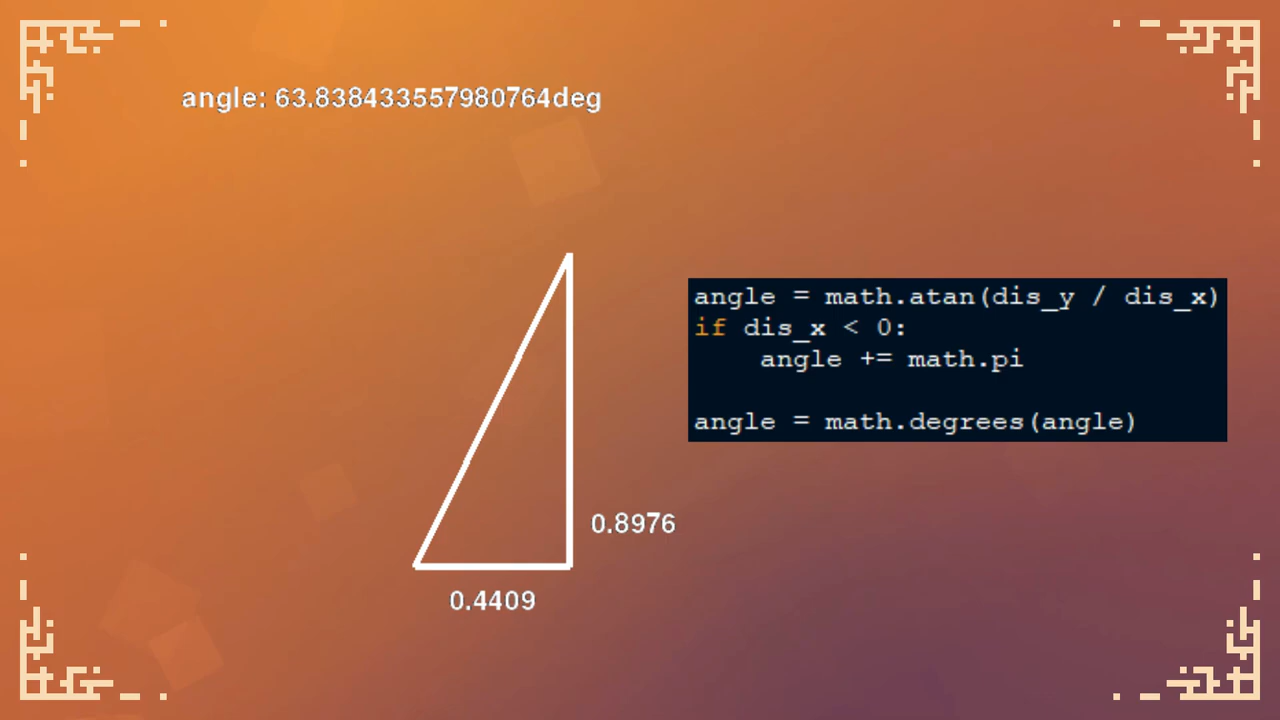 angle: 63.838433557980764deg
angle = math.atan(dis_y / dis_x)
if dis_x < 0:
    angle += math.pi
angle = math.degrees(angle)
0.8976
0.4409